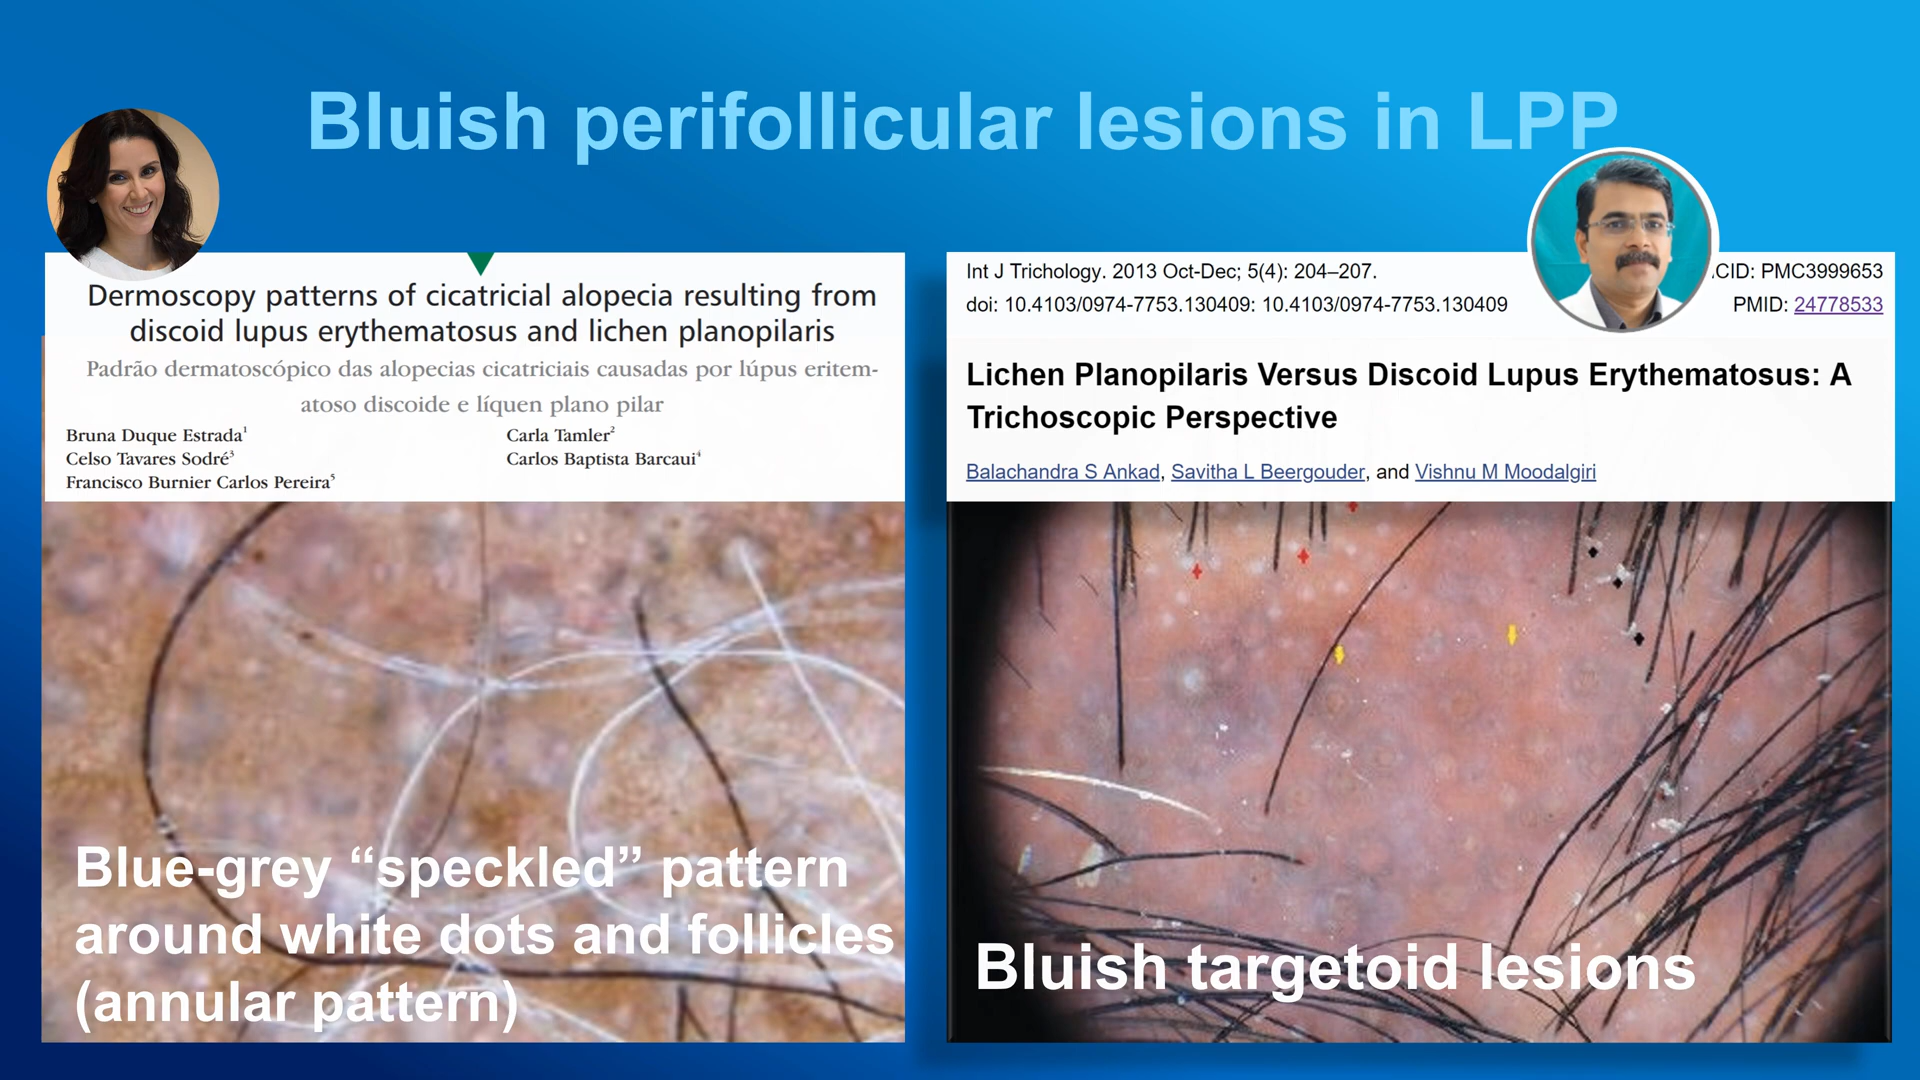 Bluish perifollicular lesions in LPP
Dermoscopy patterns of cicatricial alopecia resulting from
discoid lupus erythematosus and lichen planopilaris
Padrão dermatoscópico das alopecias cicatriciais causadas por lúpus eritem-
atoso discoide e líquen plano pilar
Bruna Duque Estrada¹
Carla Tamler²
Celso Tavares Sodré³
Carlos Baptista Barcaui⁴
Francisco Burnier Carlos Pereira⁵
Blue-grey “speckled” pattern
around white dots and follicles
(annular pattern)
Int J Trichology. 2013 Oct-Dec; 5(4): 204–207.
CID: PMC3999653
doi: 10.4103/0974-7753.130409: 10.4103/0974-7753.130409
PMID: 24778533
Lichen Planopilaris Versus Discoid Lupus Erythematosus: A
Trichoscopic Perspective
Balachandra S Ankad, Savitha L Beergouder, and Vishnu M Moodalgiri
Bluish targetoid lesions